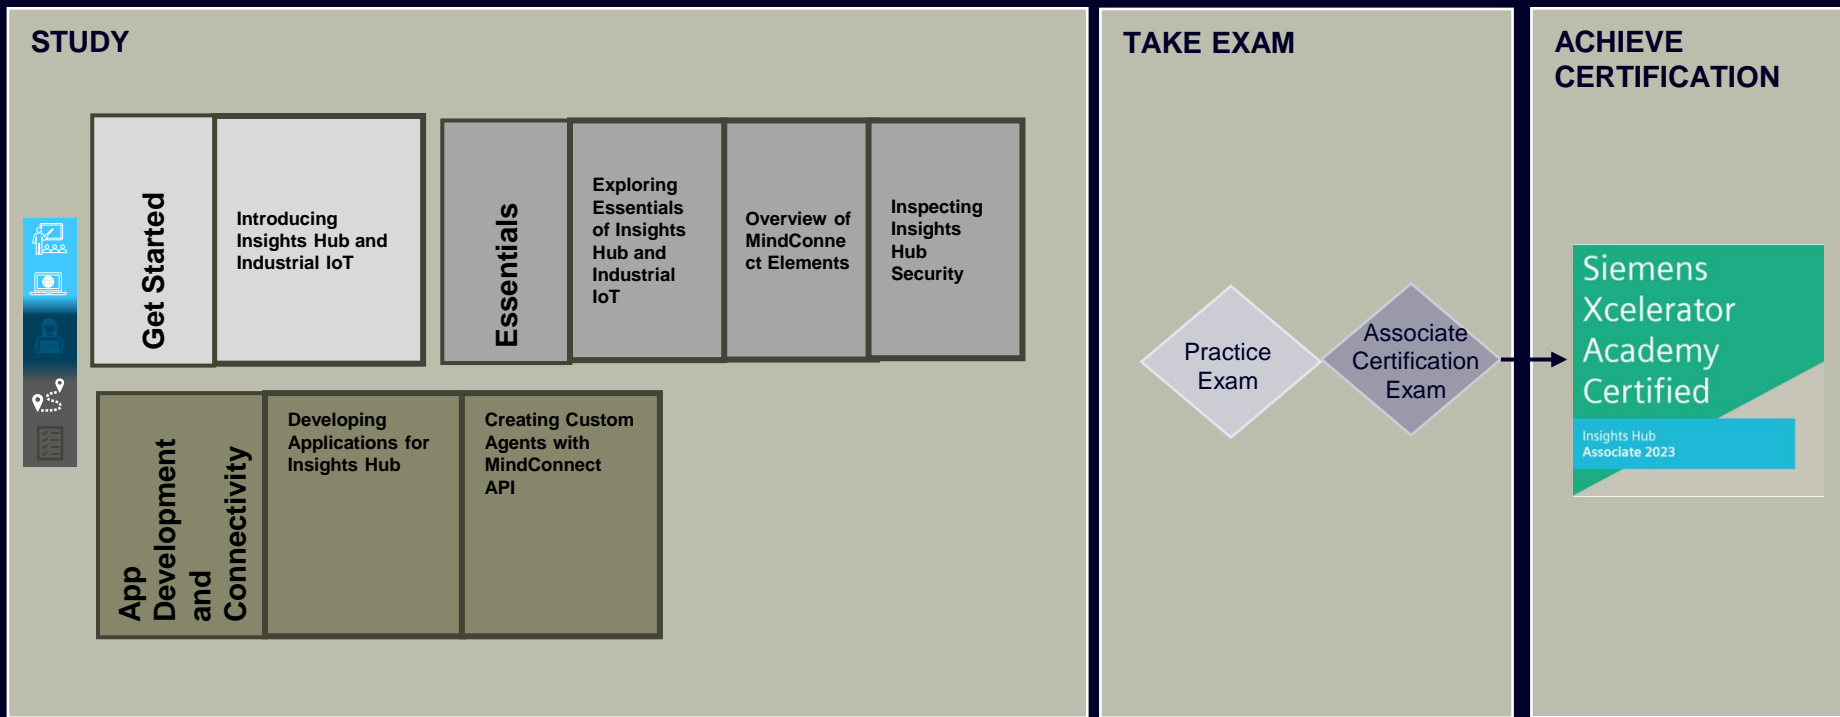 STUDY
Get Started
Introducing
Insights Hub and
Industrial IoT
Essentials
Exploring
Essentials
of Insights
Hub and
Industrial
IoT
Overview of
MindConne
ct Elements
Inspecting
Insights
Hub
Security
App
Development
and
Connectivity
Developing
Applications for
Insights Hub
Creating Custom
Agents with
MindConnect
API
TAKE EXAM
Practice
Exam
Associate
Certification
Exam
ACHIEVE
CERTIFICATION
Siemens
Xcelerator
Academy
Certified
Insights Hub
Associate 2023